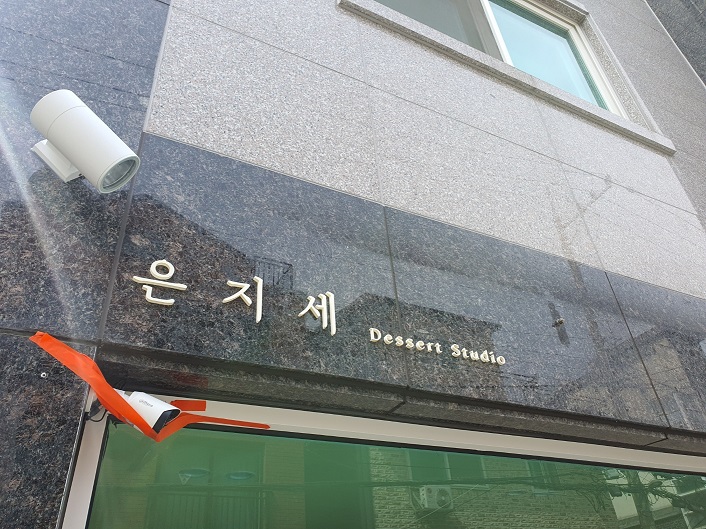 은지세 Dessert Studio